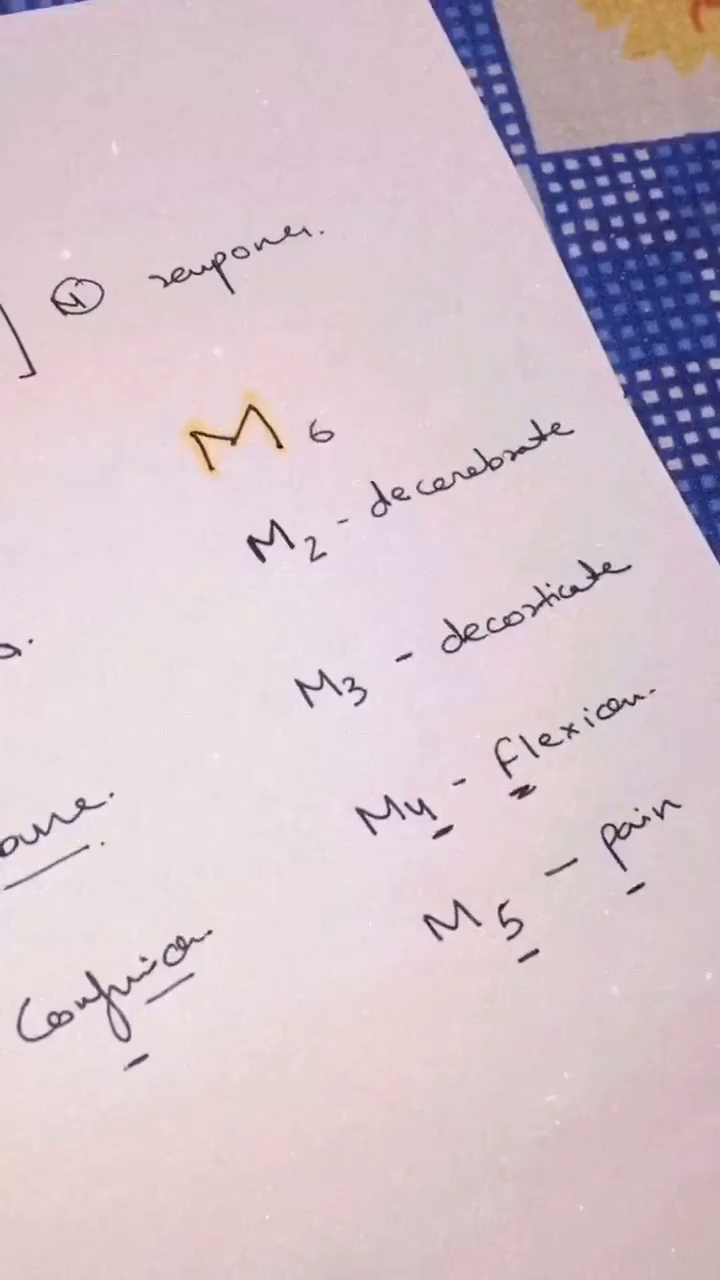 ] Ⓝ response.
M 6
M2 - decerebrate
M3 - decorticate
M4 - flexion.
M5 - pain
Confusion.